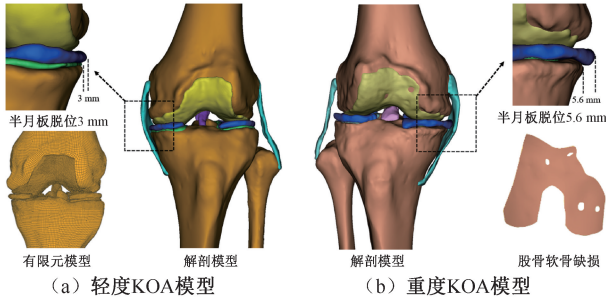 3 mm
半月板脱位3 mm
有限元模型
解剖模型
(a) 轻度KOA模型
5.6 mm
半月板脱位5.6 mm
解剖模型
股骨软骨缺损
(b) 重度KOA模型